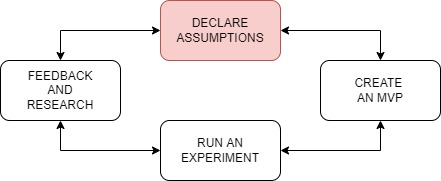 DECLARE
ASSUMPTIONS
FEEDBACK
AND
RESEARCH
CREATE
AN MVP
RUN AN
EXPERIMENT